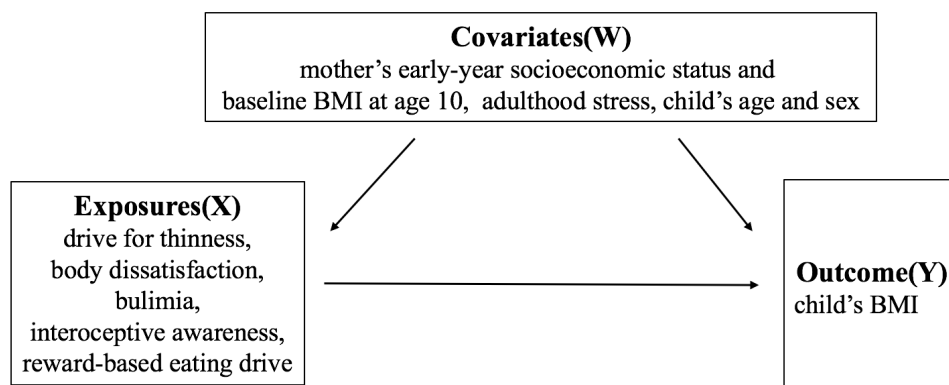 Covariates(W)
mother’s early-year socioeconomic status and
baseline BMI at age 10, adulthood stress, child’s age and sex
Exposures(X)
drive for thinness,
body dissatisfaction,
bulimia,
interoceptive awareness,
reward-based eating drive
Outcome(Y)
child’s BMI